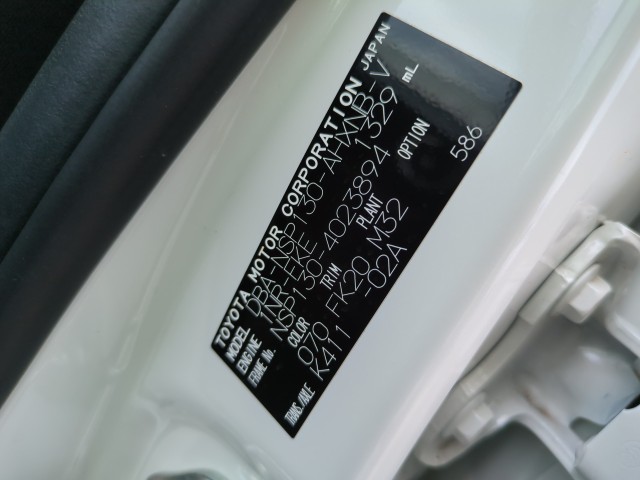 TOYOTA MOTOR CORPORATION JAPAN
MODEL DBA-NSP130-AHXNB-V
ENGINE 1NR-FKE 1329 mL
FRAME No. NSP130-4023894
COLOR TRIM PLANT OPTION
070 FK20 M32 586
TRANS./AXLE K411 -02A